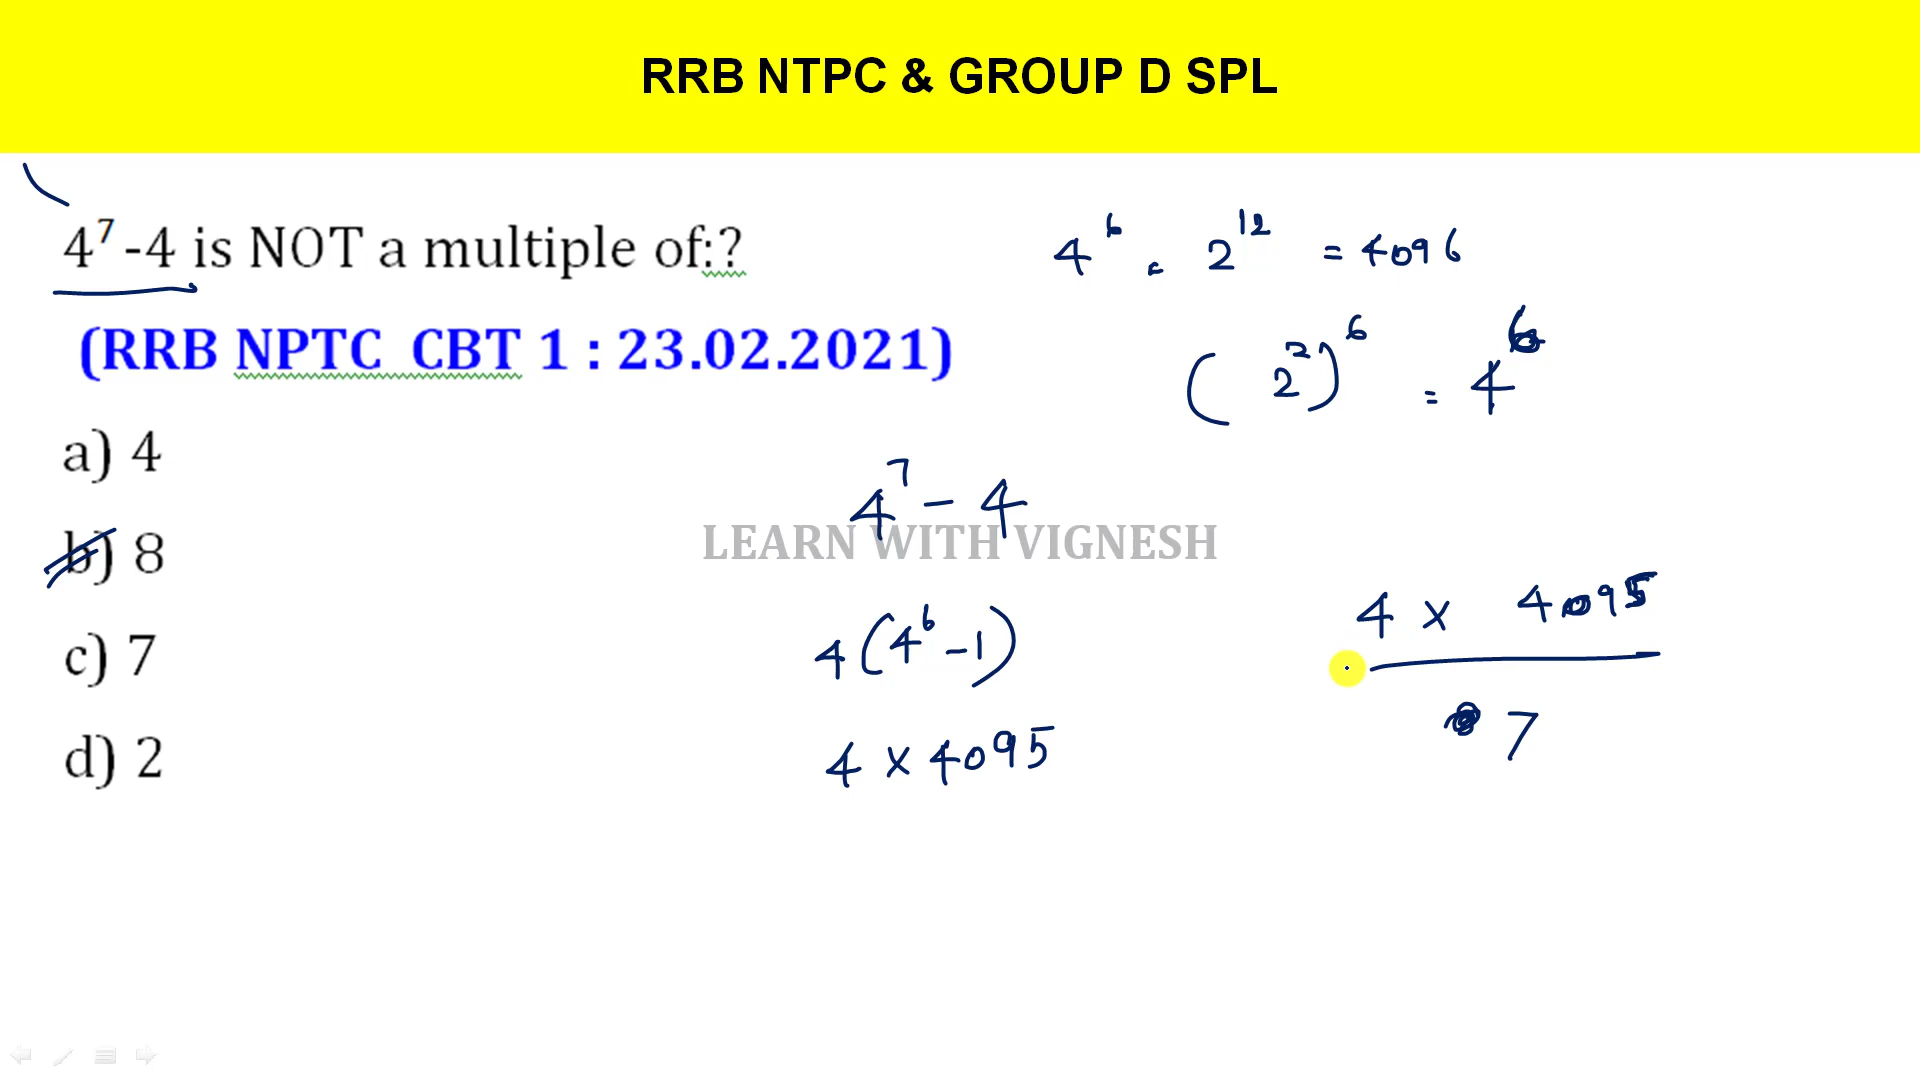 RRB NTPC & GROUP D SPL
4⁷-4 is NOT a multiple of:?
(RRB NPTC CBT 1 : 23.02.2021)
a) 4
b) 8
c) 7
d) 2
4⁶ = 2¹² = 4096
(2²)⁶ = 4⁶
4⁷ - 4
LEARN WITH VIGNESH
4(4⁶-1)
4 x 4095
4 x 4095
7